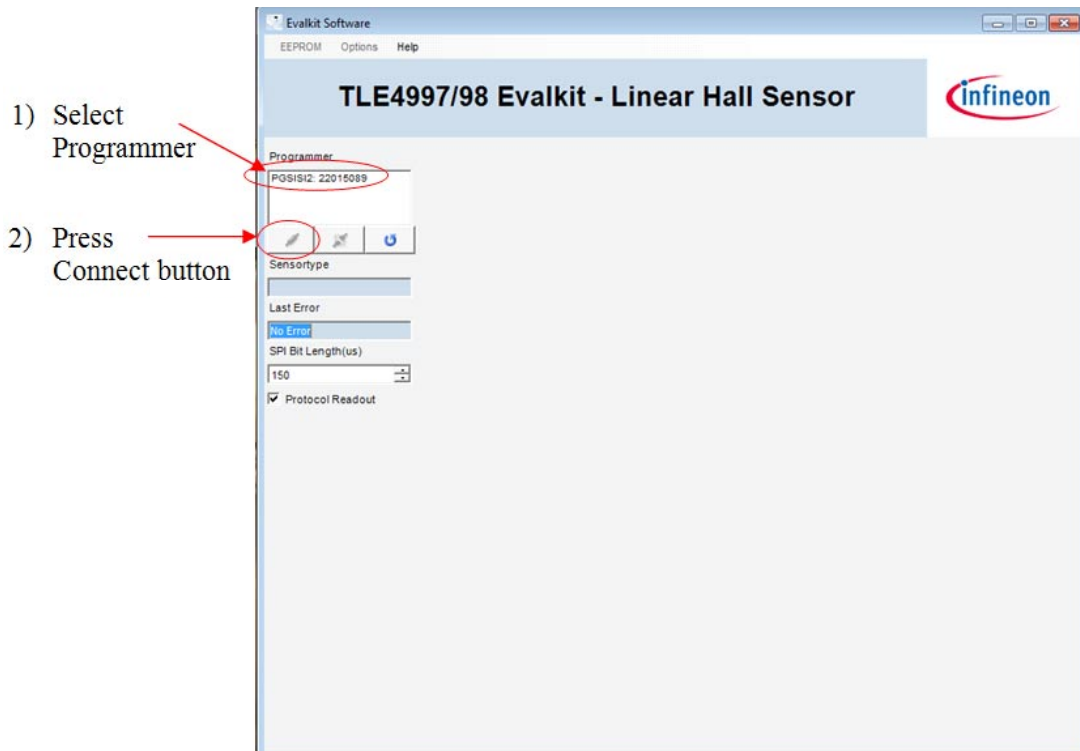 Evalkit Software
EEPROM Options Help
TLE4997/98 Evalkit - Linear Hall Sensor
infineon
1) Select
Programmer
Programmer
PGSISI2: 22015089
2) Press
Connect button
Sensortype
Last Error
No Error
SPI Bit Length(us)
150
Protocol Readout